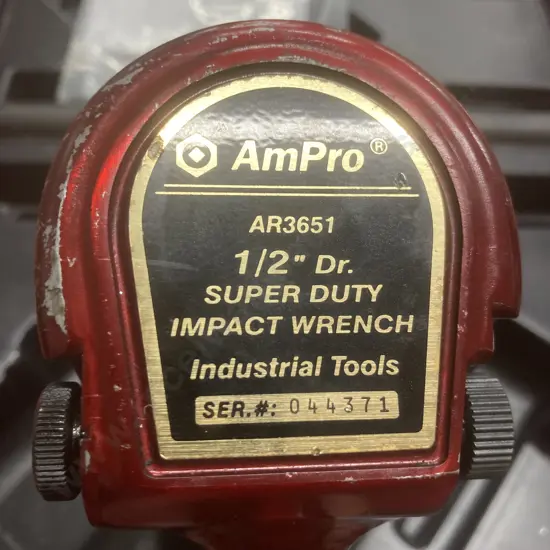 AmPro®
AR3651
1/2" Dr.
SUPER DUTY
IMPACT WRENCH
Industrial Tools
SER.#: 044371